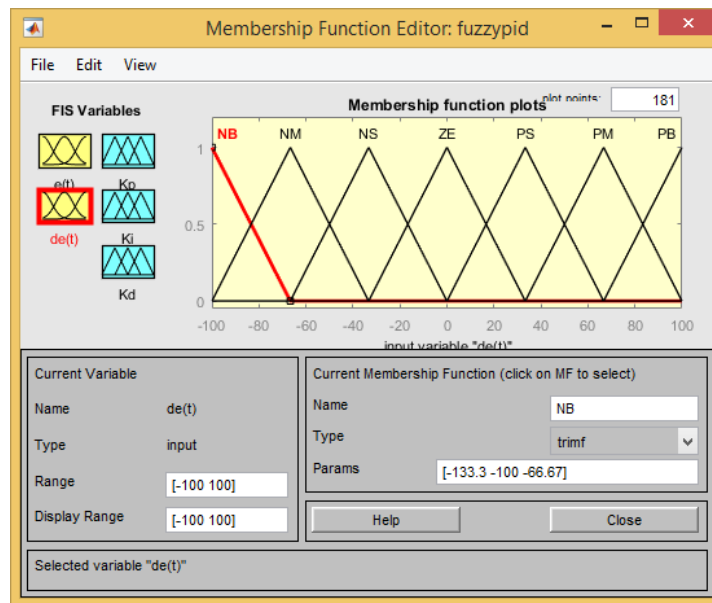 Membership Function Editor: fuzzypid
File Edit View
FIS Variables
Membership function plots
plot points:
181
e(t)
Kp
de(t)
Ki
Kd
NB NM NS ZE PS PM PB
1
0.5
0
-100 -80 -60 -40 -20 0 20 40 60 80 100
input variable "de(t)"
Current Variable
Name de(t)
Type input
Range [-100 100]
Display Range [-100 100]
Current Membership Function (click on MF to select)
Name NB
Type trimf
Params [-133.3 -100 -66.67]
Help Close
Selected variable "de(t)"